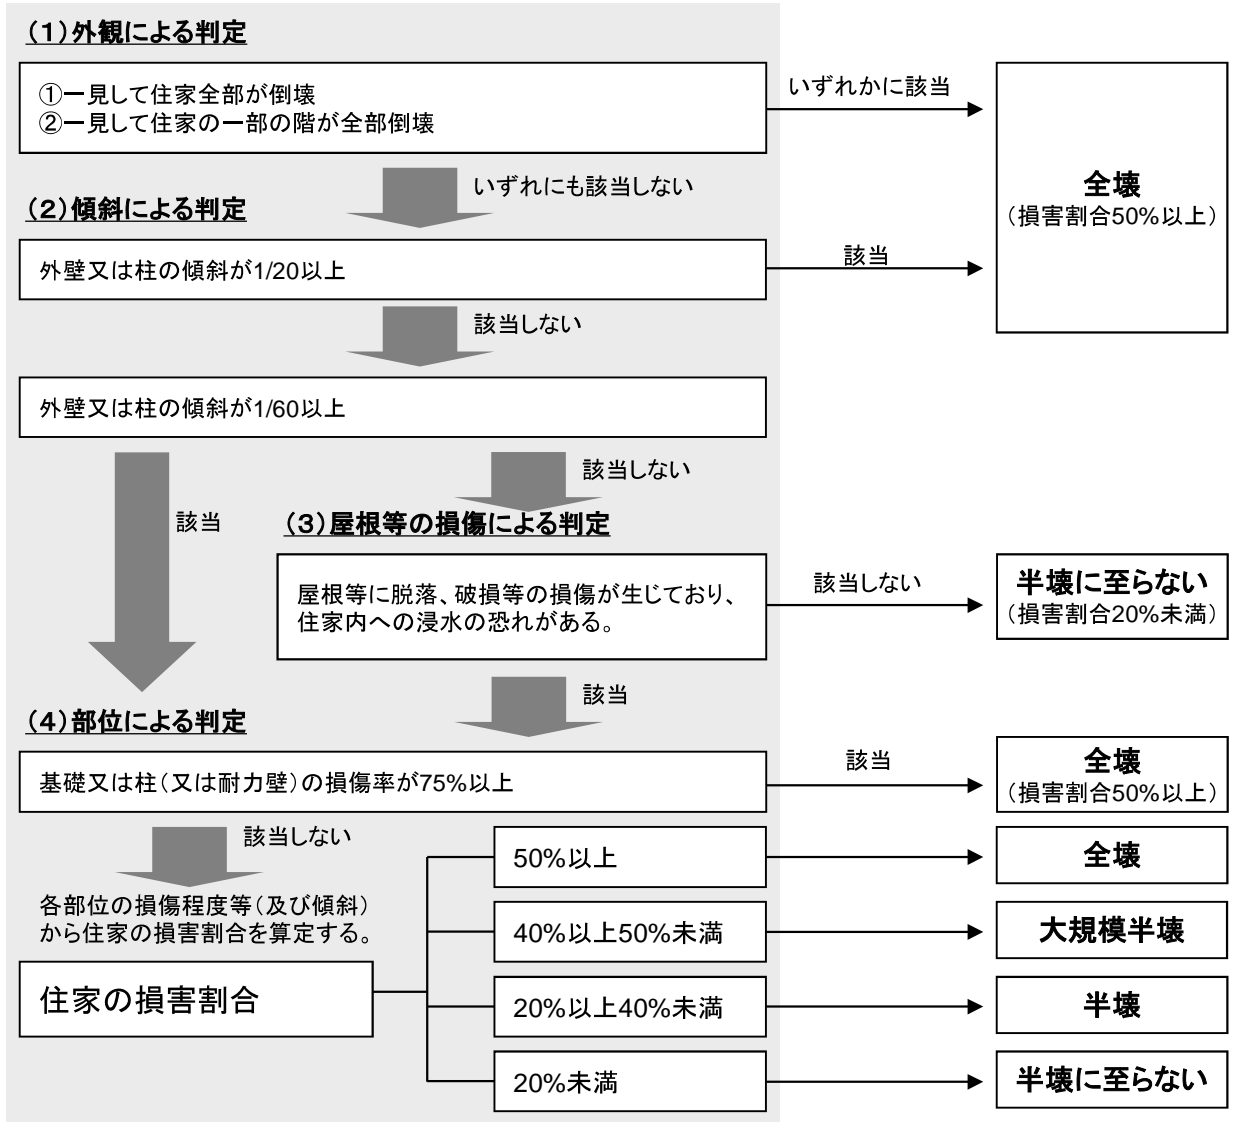 （１）外観による判定
①一見して住家全部が倒壊
②一見して住家の一部の階が全部倒壊
いずれかに該当
全壊
（損害割合50%以上）
いずれにも該当しない
（２）傾斜による判定
外壁又は柱の傾斜が1/20以上
該当
該当しない
外壁又は柱の傾斜が1/60以上
該当しない
該当
（３）屋根等の損傷による判定
屋根等に脱落、破損等の損傷が生じており、
住家内への浸水の恐れがある。
該当しない
半壊に至らない
（損害割合20%未満）
該当
（４）部位による判定
基礎又は柱（又は耐力壁）の損傷率が75%以上
該当
全壊
（損害割合50%以上）
該当しない
各部位の損傷程度等（及び傾斜）
から住家の損害割合を算定する。
住家の損害割合
50%以上
全壊
40%以上50%未満
大規模半壊
20%以上40%未満
半壊
20%未満
半壊に至らない